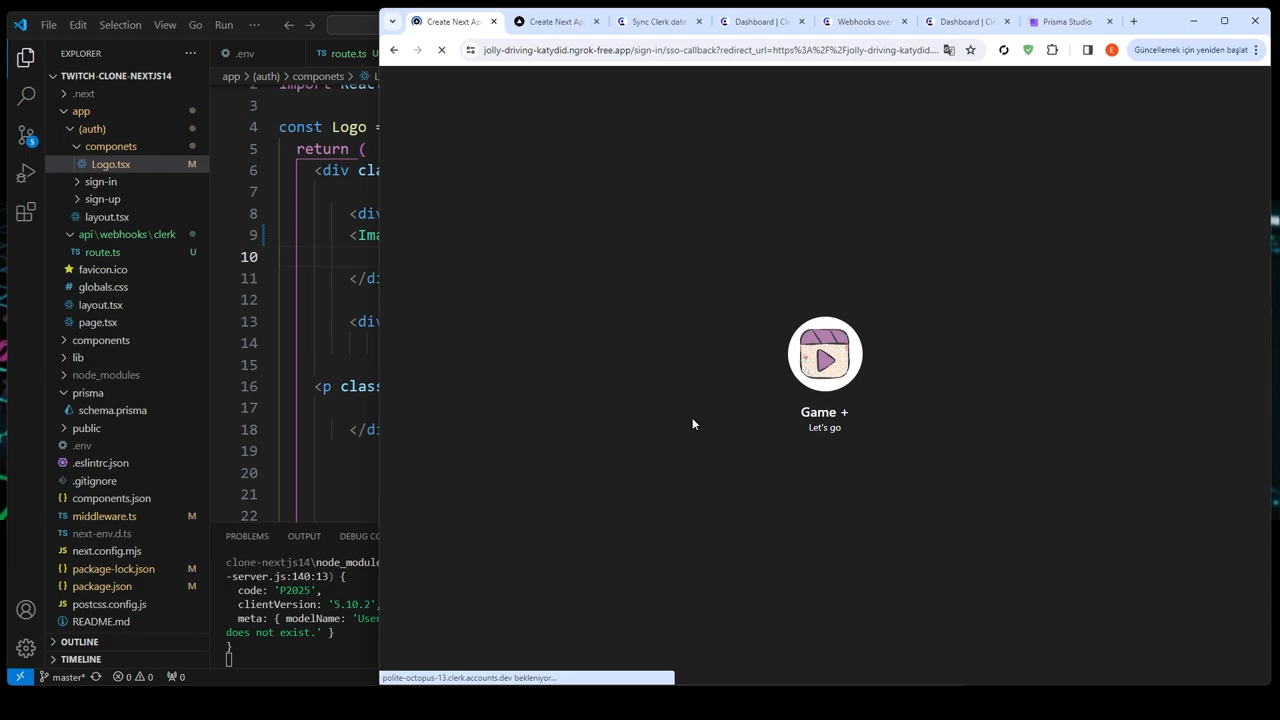 File Edit Selection View Go Run ···
EXPLORER ···
TWITCH-CLONE-NEXTJS14
.next
app
(auth)
componets
Logo.tsx M
sign-in
sign-up
layout.tsx
api\webhooks\clerk
route.ts U
favicon.ico
globals.css
layout.tsx
page.tsx
components
lib
node_modules
prisma
schema.prisma
public
.env
.eslintrc.json
.gitignore
components.json
middleware.ts M
next-env.d.ts
next.config.mjs
package-lock.json M
package.json M
postcss.config.js
README.md
OUTLINE
TIMELINE
master* 0 0 0
.env
route.ts
app > (auth) > componets >
2
3
4 const Logo =
5 return (
6 <div cla
7
8 <div
9 <Ima
10
11 </di
12
13 <div
14
15
16 <p class
17
18 </di
19
20
21
22
PROBLEMS OUTPUT DEBUG CO
clone-nextjs14\node_module
-server.js:140:13) {
code: 'P2025',
clientVersion: '5.10.2',
meta: { modelName: 'User
does not exist.' }
}
Create Next Ap
Create Next Ap
Sync Clerk data
Dashboard | Cle
Webhooks over
Dashboard | Cle
Prisma Studio
jolly-driving-katydid.ngrok-free.app/sign-in/sso-callback?redirect_url=https%3A%2F%2Fjolly-driving-katydid....
E
Güncellemek için yeniden başlat
Game +
Let's go
polite-octopus-13.clerk.accounts.dev bekleniyor...